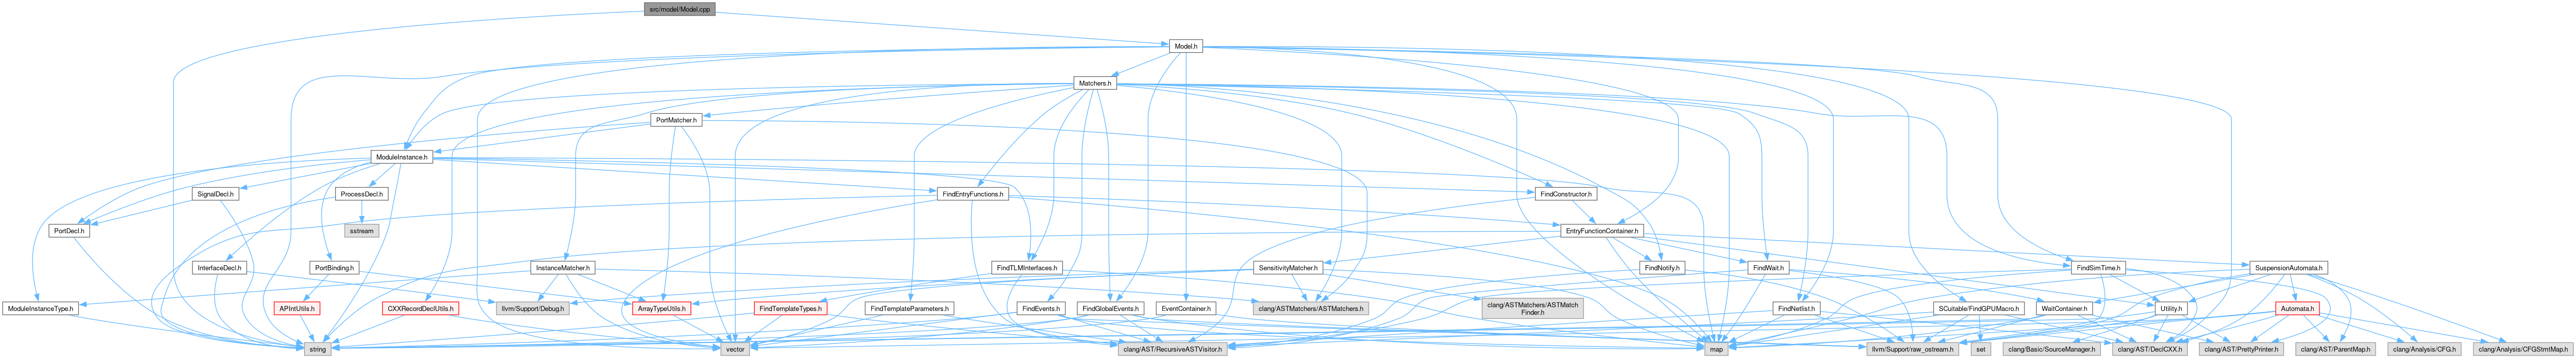 src/model/Model.cpp
Model.h
Matchers.h
PortMatcher.h
ModuleInstance.h
SignalDecl.h
ProcessDecl.h
FindEntryFunctions.h
FindConstructor.h
PortDecl.h
sstream
EntryFunctionContainer.h
InterfaceDecl.h
PortBinding.h
InstanceMatcher.h
FindTLMInterfaces.h
SensitivityMatcher.h
FindNotify.h
FindWait.h
FindSimTime.h
SuspensionAutomata.h
ModuleInstanceType.h
APIntUtils.h
CXXRecordDeclUtils.h
llvm/Support/Debug.h
ArrayTypeUtils.h
FindTemplateTypes.h
FindTemplateParameters.h
FindEvents.h
FindGlobalEvents.h
EventContainer.h
clang/ASTMatchers/ASTMatchers.h
clang/ASTMatchers/ASTMatch
Finder.h
FindNetlist.h
SCuitable/FindGPUMacro.h
WaitContainer.h
Utility.h
Automata.h
string
vector
clang/AST/RecursiveASTVisitor.h
map
llvm/Support/raw_ostream.h
set
clang/Basic/SourceManager.h
clang/AST/DeclCXX.h
clang/AST/PrettyPrinter.h
clang/AST/ParentMap.h
clang/Analysis/CFG.h
clang/Analysis/CFGStmtMap.h